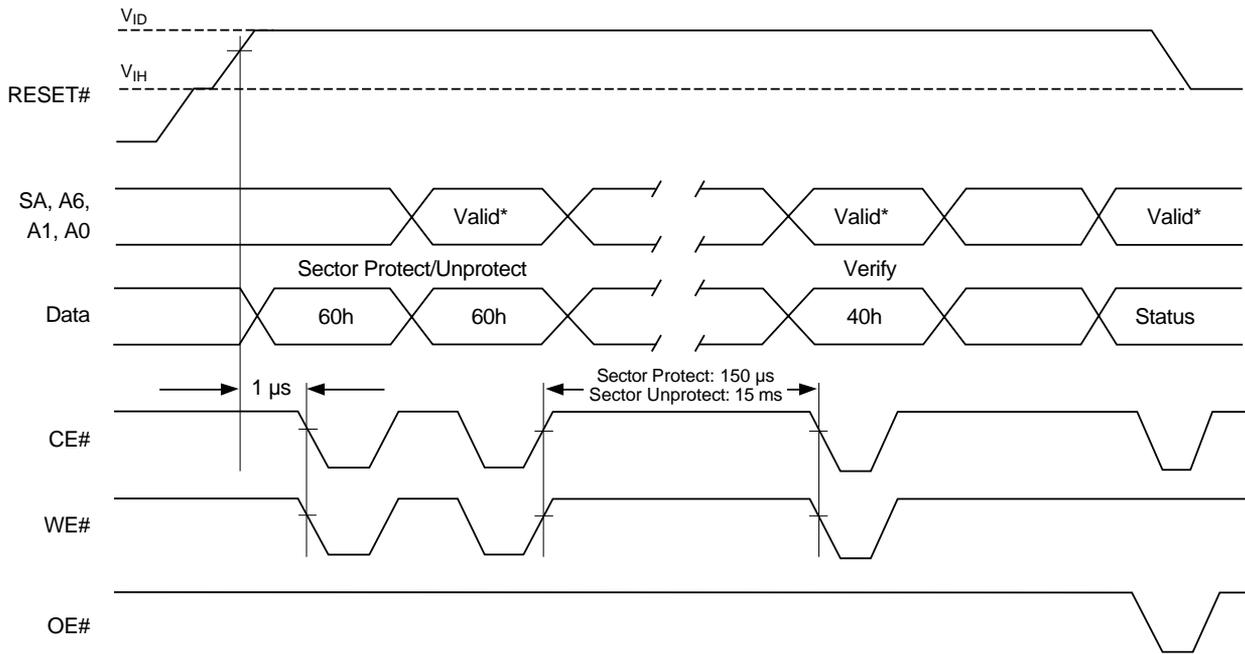 VID
VIH
RESET#
SA, A6,
A1, A0
Valid*
Valid*
Valid*
Sector Protect/Unprotect
Verify
Data
60h
60h
40h
Status
1 µs
Sector Protect: 150 µs
Sector Unprotect: 15 ms
CE#
WE#
OE#